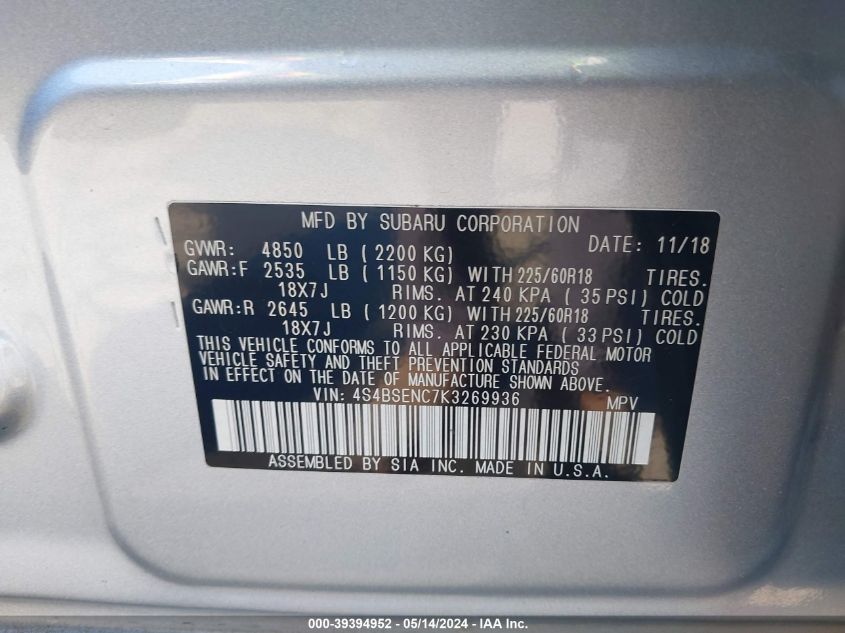 MFD BY SUBARU CORPORATION
GVWR: 4850 LB ( 2200 KG) DATE: 11/18
GAWR:F 2535 LB ( 1150 KG) WITH 225/60R18 TIRES.
18X7J RIMS. AT 240 KPA ( 35 PSI) COLD
GAWR:R 2645 LB ( 1200 KG) WITH 225/60R18 TIRES.
18X7J RIMS. AT 230 KPA ( 33 PSI) COLD
THIS VEHICLE CONFORMS TO ALL APPLICABLE FEDERAL MOTOR
VEHICLE SAFETY AND THEFT PREVENTION STANDARDS
IN EFFECT ON THE DATE OF MANUFACTURE SHOWN ABOVE.
VIN: 4S4BSENC7K3269936 MPV
ASSEMBLED BY SIA INC. MADE IN U.S.A.
000-39394952 - 05/14/2024 - IAA Inc.